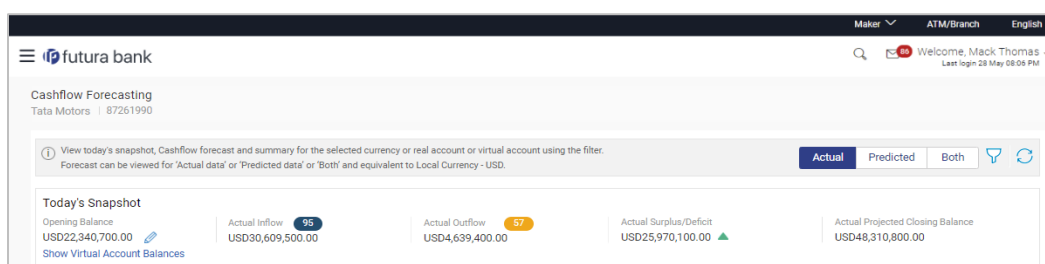 Maker ATM/Branch English
futura bank
86 Welcome, Mack Thomas
Last login 28 May 08:06 PM
Cashflow Forecasting
Tata Motors | 87261990
View today's snapshot, Cashflow forecast and summary for the selected currency or real account or virtual account using the filter.
Forecast can be viewed for 'Actual data' or 'Predicted data' or 'Both' and equivalent to Local Currency - USD.
Actual Predicted Both
Today's Snapshot
Opening Balance Actual Inflow 95 Actual Outflow 57 Actual Surplus/Deficit Actual Projected Closing Balance
USD22,340,700.00 USD30,609,500.00 USD4,639,400.00 USD25,970,100.00 USD48,310,800.00
Show Virtual Account Balances